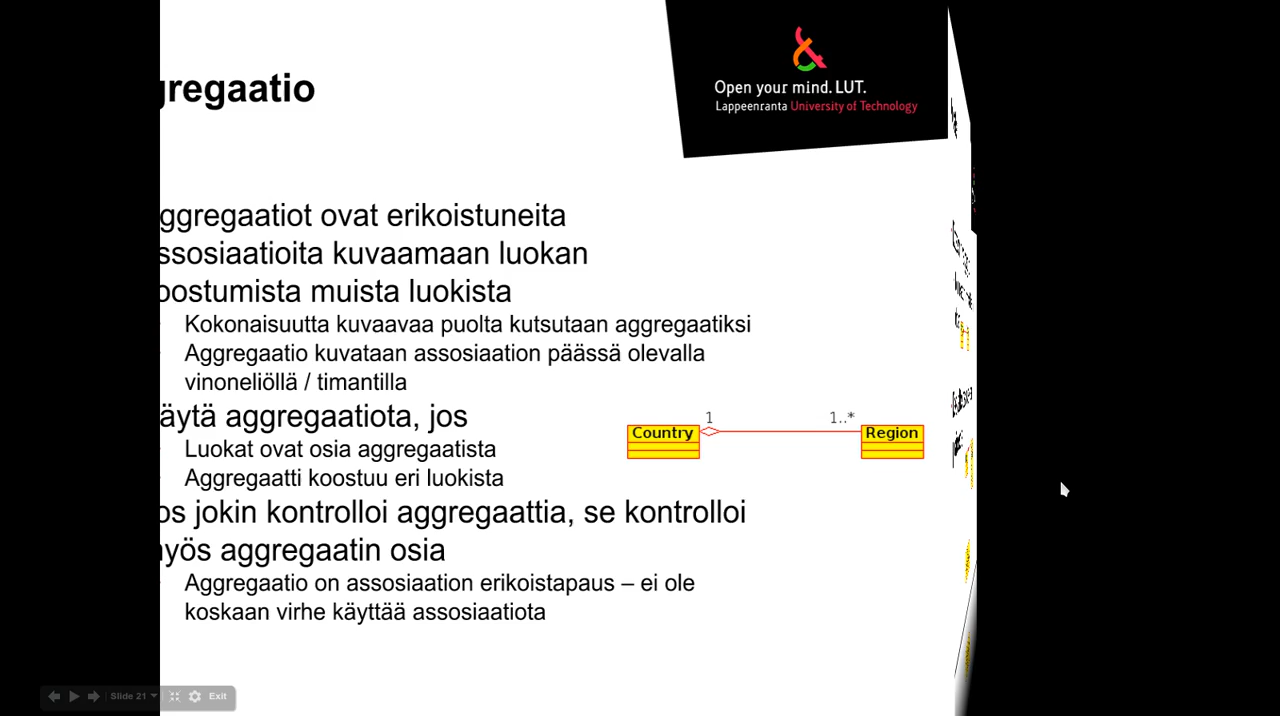 gregaatio
Open your mind. LUT.
Lappeenranta University of Technology
ggregaatiot ovat erikoistuneita
ssosiaatioita kuvaamaan luokan
oostumista muista luokista
Kokonaisuutta kuvaavaa puolta kutsutaan aggregaatiksi
Aggregaatio kuvataan assosiaation päässä olevalla
vinoneliöllä / timantilla
äytä aggregaatiota, jos
1 1..*
Country Region
Luokat ovat osia aggregaatista
Aggregaatti koostuu eri luokista
os jokin kontrolloi aggregaattia, se kontrolloi
yös aggregaatin osia
Aggregaatio on assosiaation erikoistapaus – ei ole
koskaan virhe käyttää assosiaatiota
Slide 21 Exit